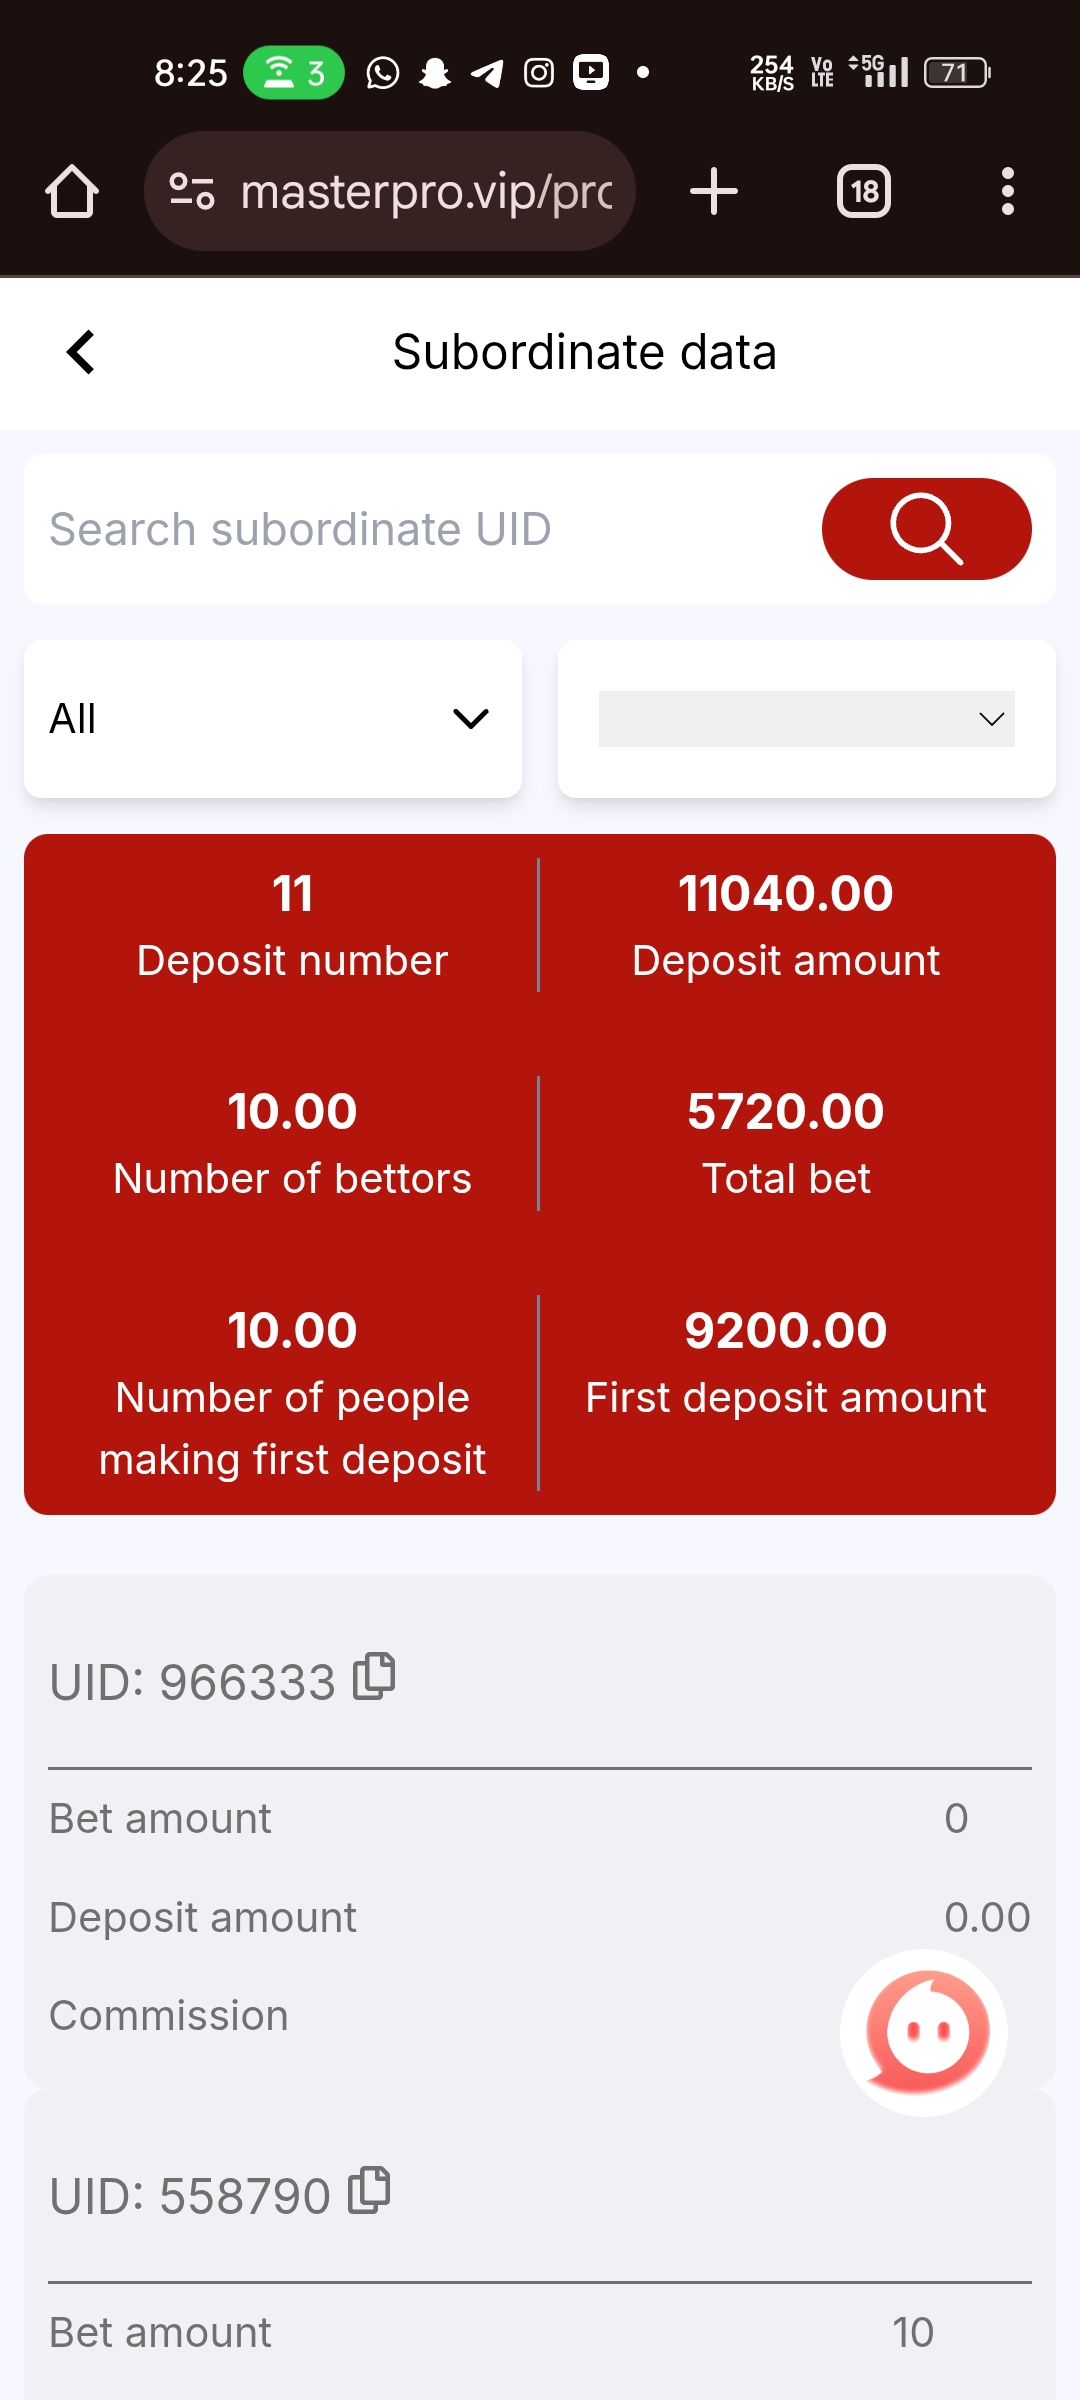 8:25 3 254 KB/S Vo LTE 5G 71
masterpro.vip/pro 18
Subordinate data
Search subordinate UID
All
11 11040.00
Deposit number Deposit amount
10.00 5720.00
Number of bettors Total bet
10.00 9200.00
Number of people First deposit amount
making first deposit
UID: 966333
Bet amount 0
Deposit amount 0.00
Commission
UID: 558790
Bet amount 10